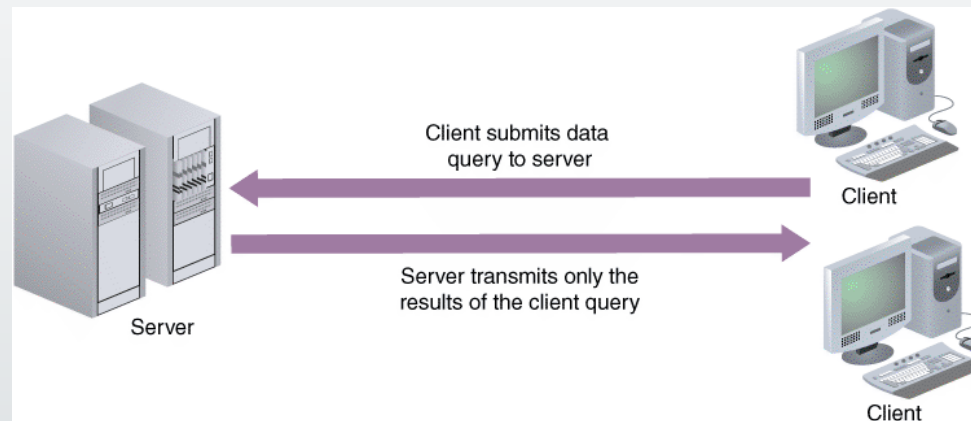 Client submits data
query to server
Client
Server transmits only the
results of the client query
Server
Client